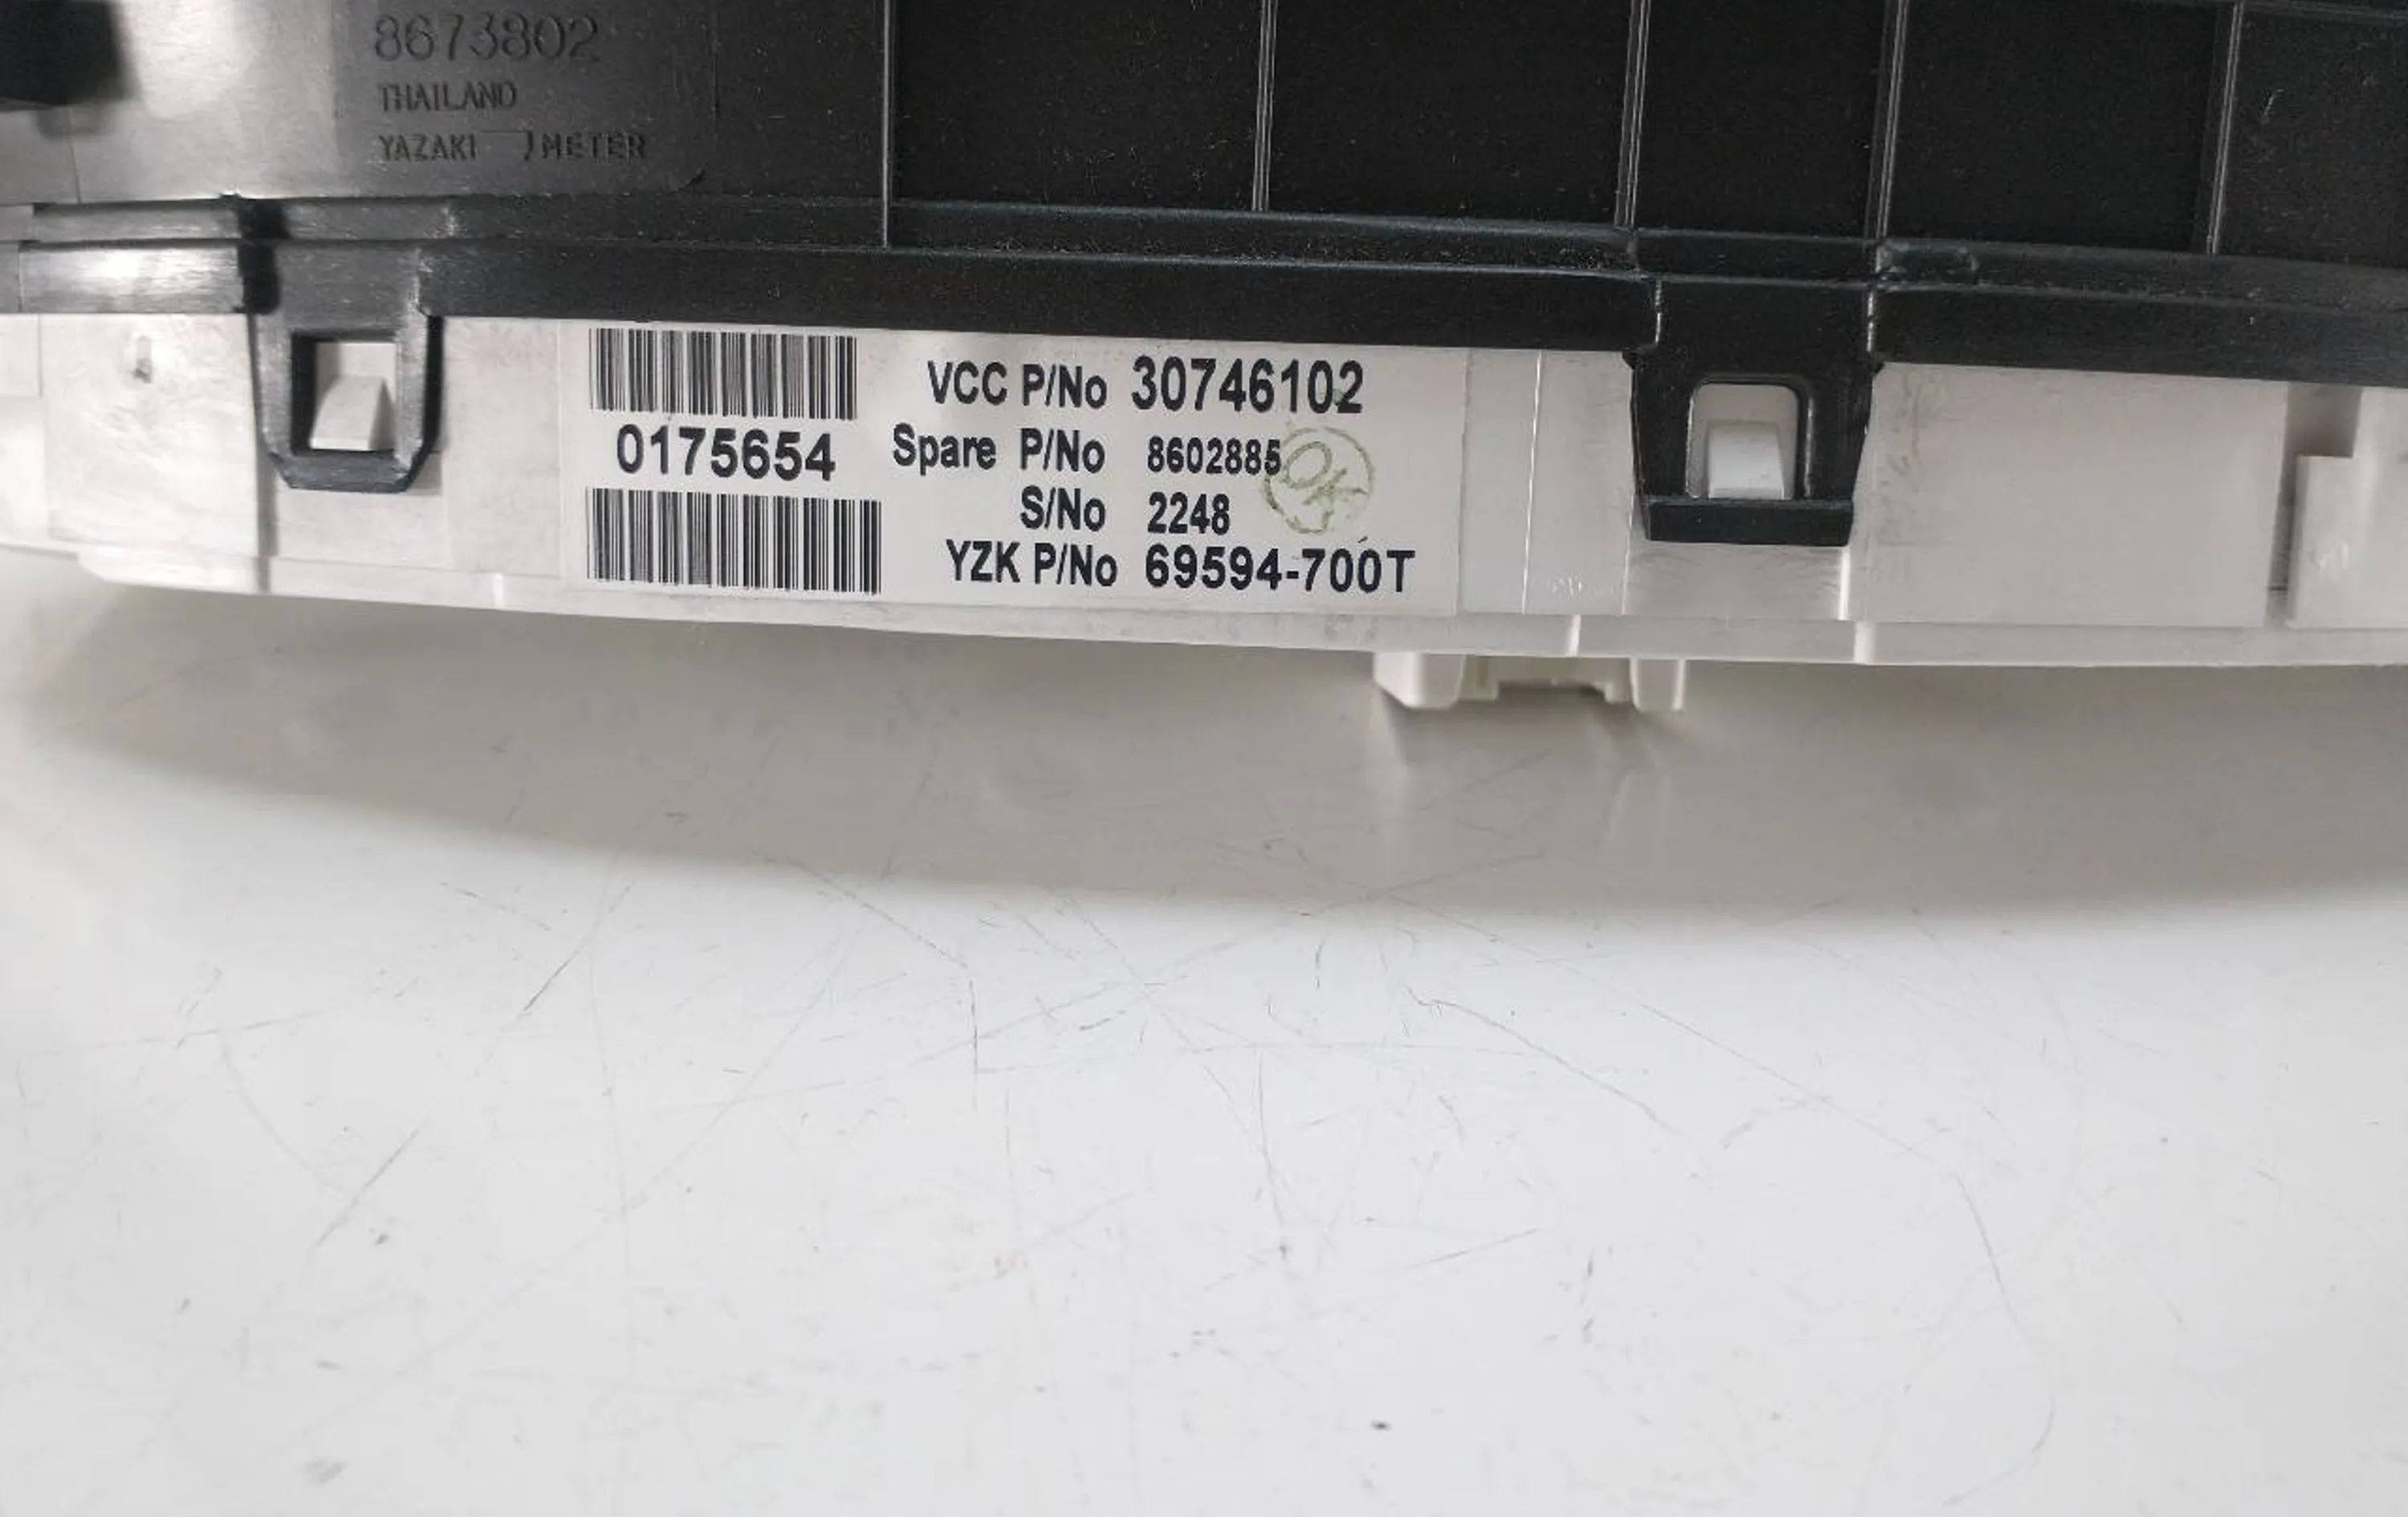 8673802
THAILAND
YAZAKI METER
VCC P/No 30746102
0175654
Spare P/No 8602885
OK
S/No 2248
YZK P/No 69594-700T